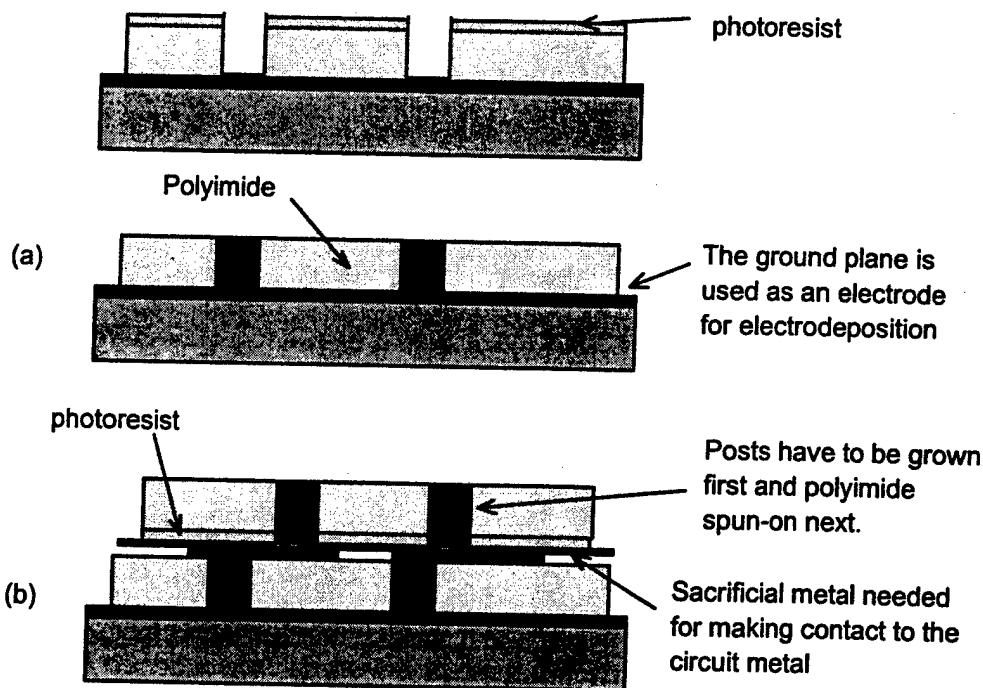 photoresist
Polyimide
(a)
The ground plane is
used as an electrode
for electrodeposition
photoresist
Posts have to be grown
first and polyimide
spun-on next.
(b)
Sacrificial metal needed
for making contact to the
circuit metal